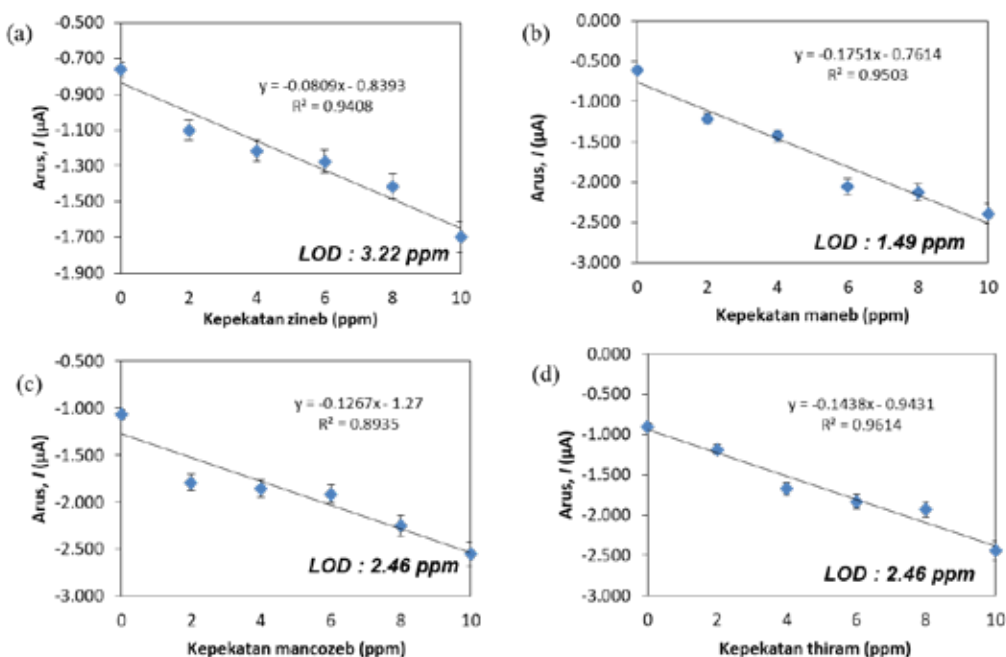 (a)
-0.500
-0.700
-0.900
-1.100
-1.300
-1.500
-1.700
-1.900
Arus, I (µA)
y = -0.0809x - 0.8393
R² = 0.9408
LOD : 3.22 ppm
0 2 4 6 8 10
Kepekatan zineb (ppm)
(b)
0.000
-0.500
-1.000
-1.500
-2.000
-2.500
-3.000
Arus, I (µA)
y = -0.1751x - 0.7614
R² = 0.9503
LOD : 1.49 ppm
0 2 4 6 8 10
Kepekatan maneb (ppm)
(c)
-0.500
-1.000
-1.500
-2.000
-2.500
-3.000
Arus, I (µA)
y = -0.1267x - 1.27
R² = 0.8935
LOD : 2.46 ppm
0 2 4 6 8 10
Kepekatan mancozeb (ppm)
(d)
0.000
-0.500
-1.000
-1.500
-2.000
-2.500
-3.000
Arus, I (µA)
y = -0.1438x - 0.9431
R² = 0.9614
LOD : 2.46 ppm
0 2 4 6 8 10
Kepekatan thiram (ppm)